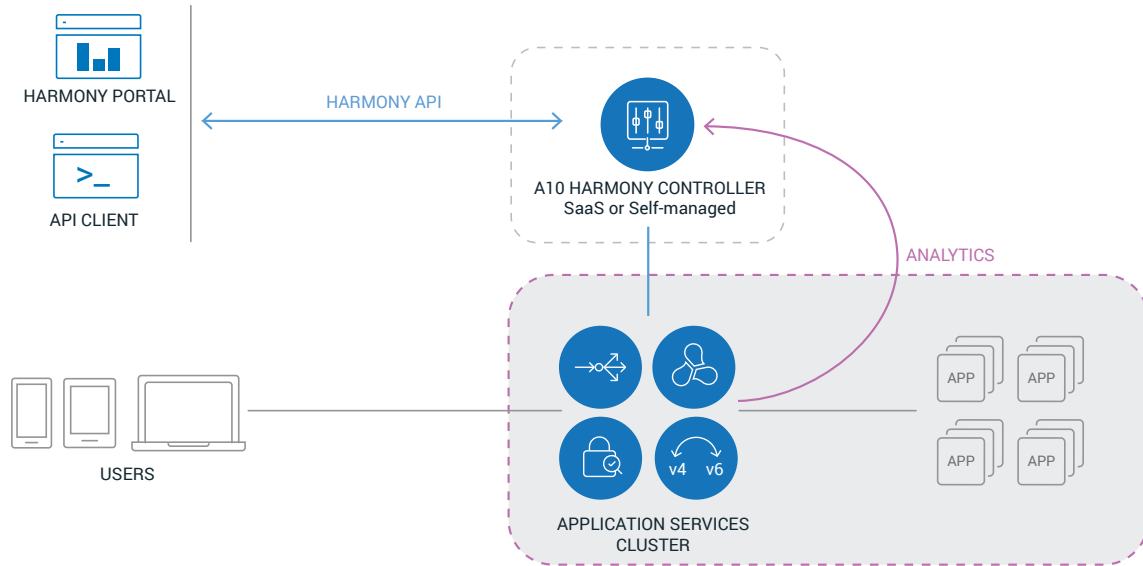 HARMONY PORTAL
>_
API CLIENT
HARMONY API
A10 HARMONY CONTROLLER
SaaS or Self-managed
ANALYTICS
USERS
v4 v6
APPLICATION SERVICES
CLUSTER
APP APP
APP APP